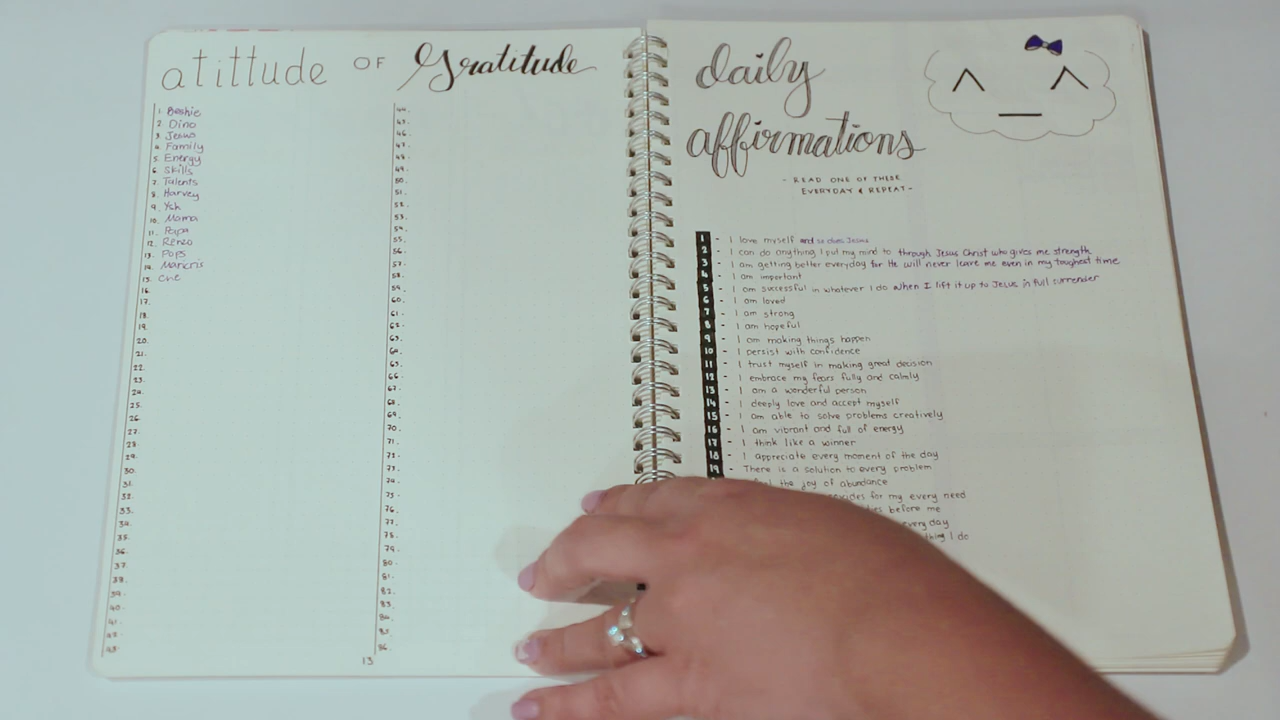 atittude OF Gratitude
1. Beshie
2. Dino
3. Jesus
4. Family
5. Energy
6. Skills
7. Talents
8. Harvey
9. Ysh
10. Mama
11. Papa
12. Renzo
13. Pops
14. Maricris
15. Che
16.
17.
18.
19.
20.
21.
22.
23.
24.
25.
26.
27.
28.
29.
30.
31.
32.
33.
34.
35.
36.
37.
38.
39.
40.
41.
42.
43.
44.
45.
46.
47.
48.
49.
50.
51.
52.
53.
54.
55.
56.
57.
58.
59.
60.
61.
62.
63.
64.
65.
66.
67.
68.
69.
70.
71.
72.
73.
74.
75.
76.
77.
78.
79.
80.
81.
82.
83.
84.
85.
86.
13
daily
affirmations
- READ ONE OF THESE
EVERYDAY & REPEAT -
1 - I love myself and so does Jesus
2 - I can do anything I put my mind to through Jesus Christ who gives me strength
3 - I am getting better everyday for He will never leave me even in my toughest time
4 - I am important
5 - I am successful in whatever I do when I lift it up to Jesus in full surrender
6 - I am loved
7 - I am strong
8 - I am hopeful
9 - I am making things happen
10 - I persist with confidence
11 - I trust myself in making great decision
12 - I embrace my fears fully and calmly
13 - I am a wonderful person
14 - I deeply love and accept myself
15 - I am able to solve problems creatively
16 - I am vibrant and full of energy
17 - I think like a winner
18 - I appreciate every moment of the day
19 - There is a solution to every problem
the joy of abundance
for my every need
before me
every day
I do